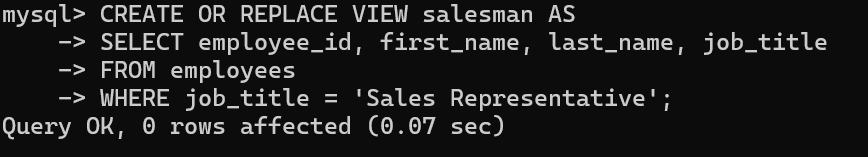 mysql> CREATE OR REPLACE VIEW salesman AS
    -> SELECT employee_id, first_name, last_name, job_title
    -> FROM employees
    -> WHERE job_title = 'Sales Representative';
Query OK, 0 rows affected (0.07 sec)